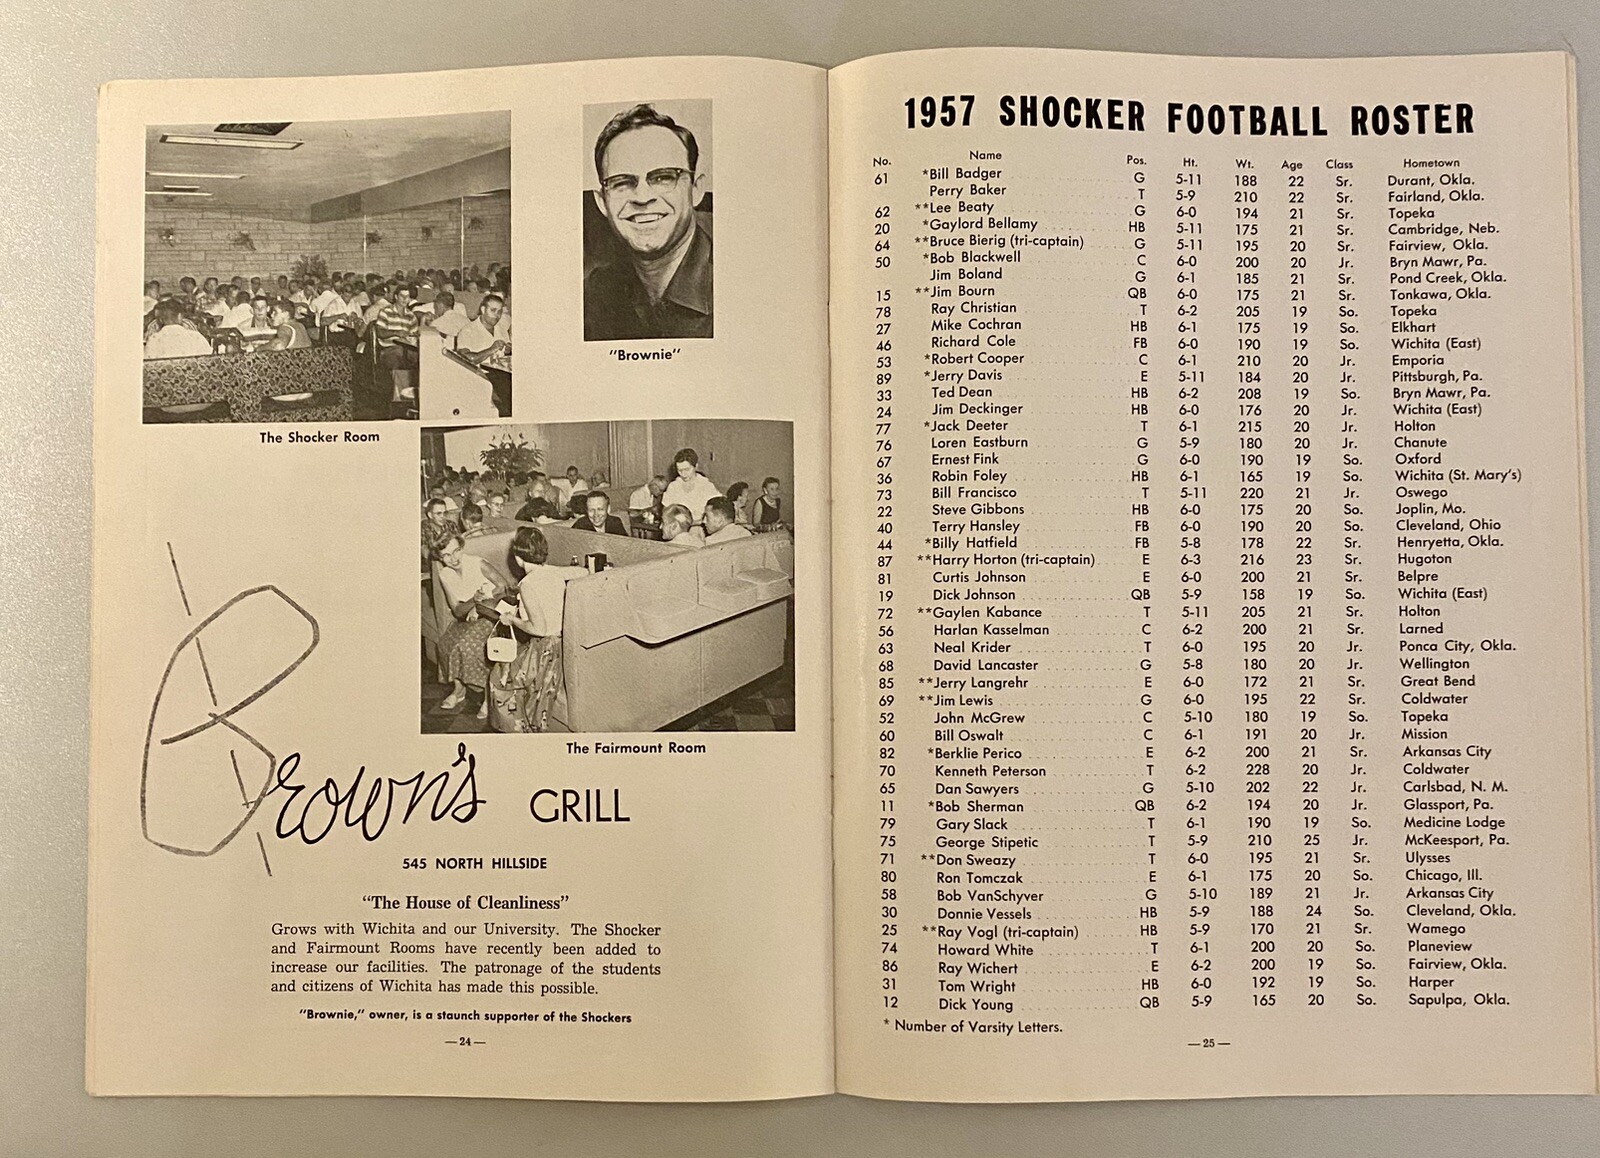 "Brownie"
The Shocker Room
The Fairmount Room
Brown's GRILL
545 NORTH HILLSIDE
"The House of Cleanliness"
Grows with Wichita and our University. The Shocker
and Fairmount Rooms have recently been added to
increase our facilities. The patronage of the students
and citizens of Wichita has made this possible.
"Brownie," owner, is a staunch supporter of the Shockers
—24—
1957 SHOCKER FOOTBALL ROSTER
No. Name Pos. Ht. Wt. Age Class Hometown
61 *Bill Badger G 5-11 188 22 Sr. Durant, Okla.
Perry Baker T 5-9 210 22 Sr. Fairland, Okla.
62 **Lee Beaty G 6-0 194 21 Sr. Topeka
20 *Gaylord Bellamy HB 5-11 175 21 Sr. Cambridge, Neb.
64 **Bruce Bierig (tri-captain) G 5-11 195 20 Sr. Fairview, Okla.
50 *Bob Blackwell C 6-0 200 20 Jr. Bryn Mawr, Pa.
Jim Boland G 6-1 185 21 Sr. Pond Creek, Okla.
15 **Jim Bourn QB 6-0 175 21 Sr. Tonkawa, Okla.
78 Ray Christian T 6-2 205 19 So. Topeka
27 Mike Cochran HB 6-1 175 19 So. Elkhart
46 Richard Cole FB 6-0 190 19 So. Wichita (East)
53 *Robert Cooper C 6-1 210 20 Jr. Emporia
89 *Jerry Davis E 5-11 184 20 Jr. Pittsburgh, Pa.
33 Ted Dean HB 6-2 208 19 So. Bryn Mawr, Pa.
24 Jim Deckinger HB 6-0 176 20 Jr. Wichita (East)
77 *Jack Deeter T 6-1 215 20 Jr. Holton
76 Loren Eastburn G 5-9 180 20 Jr. Chanute
67 Ernest Fink G 6-0 190 19 So. Oxford
36 Robin Foley HB 6-1 165 19 So. Wichita (St. Mary's)
73 Bill Francisco T 5-11 220 21 Jr. Oswego
22 Steve Gibbons HB 6-0 175 20 So. Joplin, Mo.
40 Terry Hansley FB 6-0 190 20 So. Cleveland, Ohio
44 *Billy Hatfield FB 5-8 178 22 Sr. Henryetta, Okla.
87 **Harry Horton (tri-captain) E 6-3 216 23 Sr. Hugoton
81 Curtis Johnson E 6-0 200 21 Sr. Belpre
19 Dick Johnson QB 5-9 158 19 So. Wichita (East)
72 **Gaylen Kabance T 5-11 205 21 Sr. Holton
56 Harlan Kasselman C 6-2 200 21 Sr. Larned
63 Neal Krider T 6-0 195 20 Jr. Ponca City, Okla.
68 David Lancaster G 5-8 180 20 Jr. Wellington
85 **Jerry Langrehr E 6-0 172 21 Sr. Great Bend
69 **Jim Lewis G 6-0 195 22 Sr. Coldwater
52 John McGrew C 5-10 180 19 So. Topeka
60 Bill Oswalt C 6-1 191 20 Jr. Mission
82 *Berklie Perico E 6-2 200 21 Sr. Arkansas City
70 Kenneth Peterson T 6-2 228 20 Jr. Coldwater
65 Dan Sawyers G 5-10 202 22 Jr. Carlsbad, N. M.
11 *Bob Sherman QB 6-2 194 20 Jr. Glassport, Pa.
79 Gary Slack T 6-1 190 19 So. Medicine Lodge
75 George Stipetic T 5-9 210 25 Jr. McKeesport, Pa.
71 **Don Sweazy T 6-0 195 21 Sr. Ulysses
80 Ron Tomczak E 6-1 175 20 So. Chicago, Ill.
58 Bob VanSchyver G 5-10 189 21 Jr. Arkansas City
30 Donnie Vessels HB 5-9 188 24 So. Cleveland, Okla.
25 **Ray Vogl (tri-captain) HB 5-9 170 21 Sr. Wamego
74 Howard White T 6-1 200 20 So. Planeview
86 Ray Wichert E 6-2 200 19 So. Fairview, Okla.
31 Tom Wright HB 6-0 192 19 So. Harper
12 Dick Young QB 5-9 165 20 So. Sapulpa, Okla.
* Number of Varsity Letters.
—25—